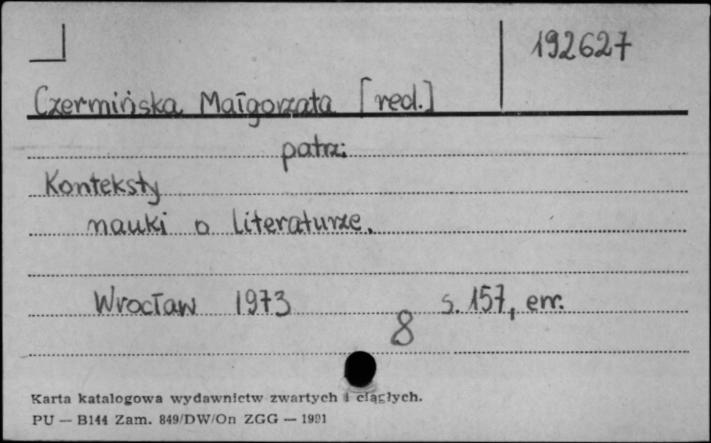 192627
Czermińska Małgorzata [red.]
patrz:
Konteksty
nauki o literaturze.
Wrocław 1973 s. 157, err.
8
Karta katalogowa wydawnictw zwartych i ciągłych.
PU — B144 Zam. 849/DW/On ZGG — 1991